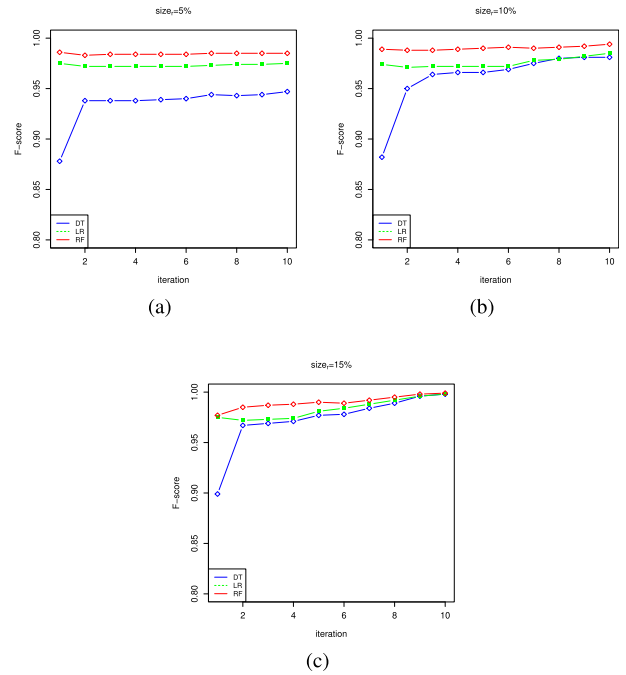 sizeᵣ=5%
F−score
1.00
0.95
0.90
0.85
0.80
DT
LR
RF
2
4
6
8
10
iteration
(a)
sizeᵣ=10%
F−score
1.00
0.95
0.90
0.85
0.80
DT
LR
RF
2
4
6
8
10
iteration
(b)
sizeᵣ=15%
F−score
1.00
0.95
0.90
0.85
0.80
DT
LR
RF
2
4
6
8
10
iteration
(c)